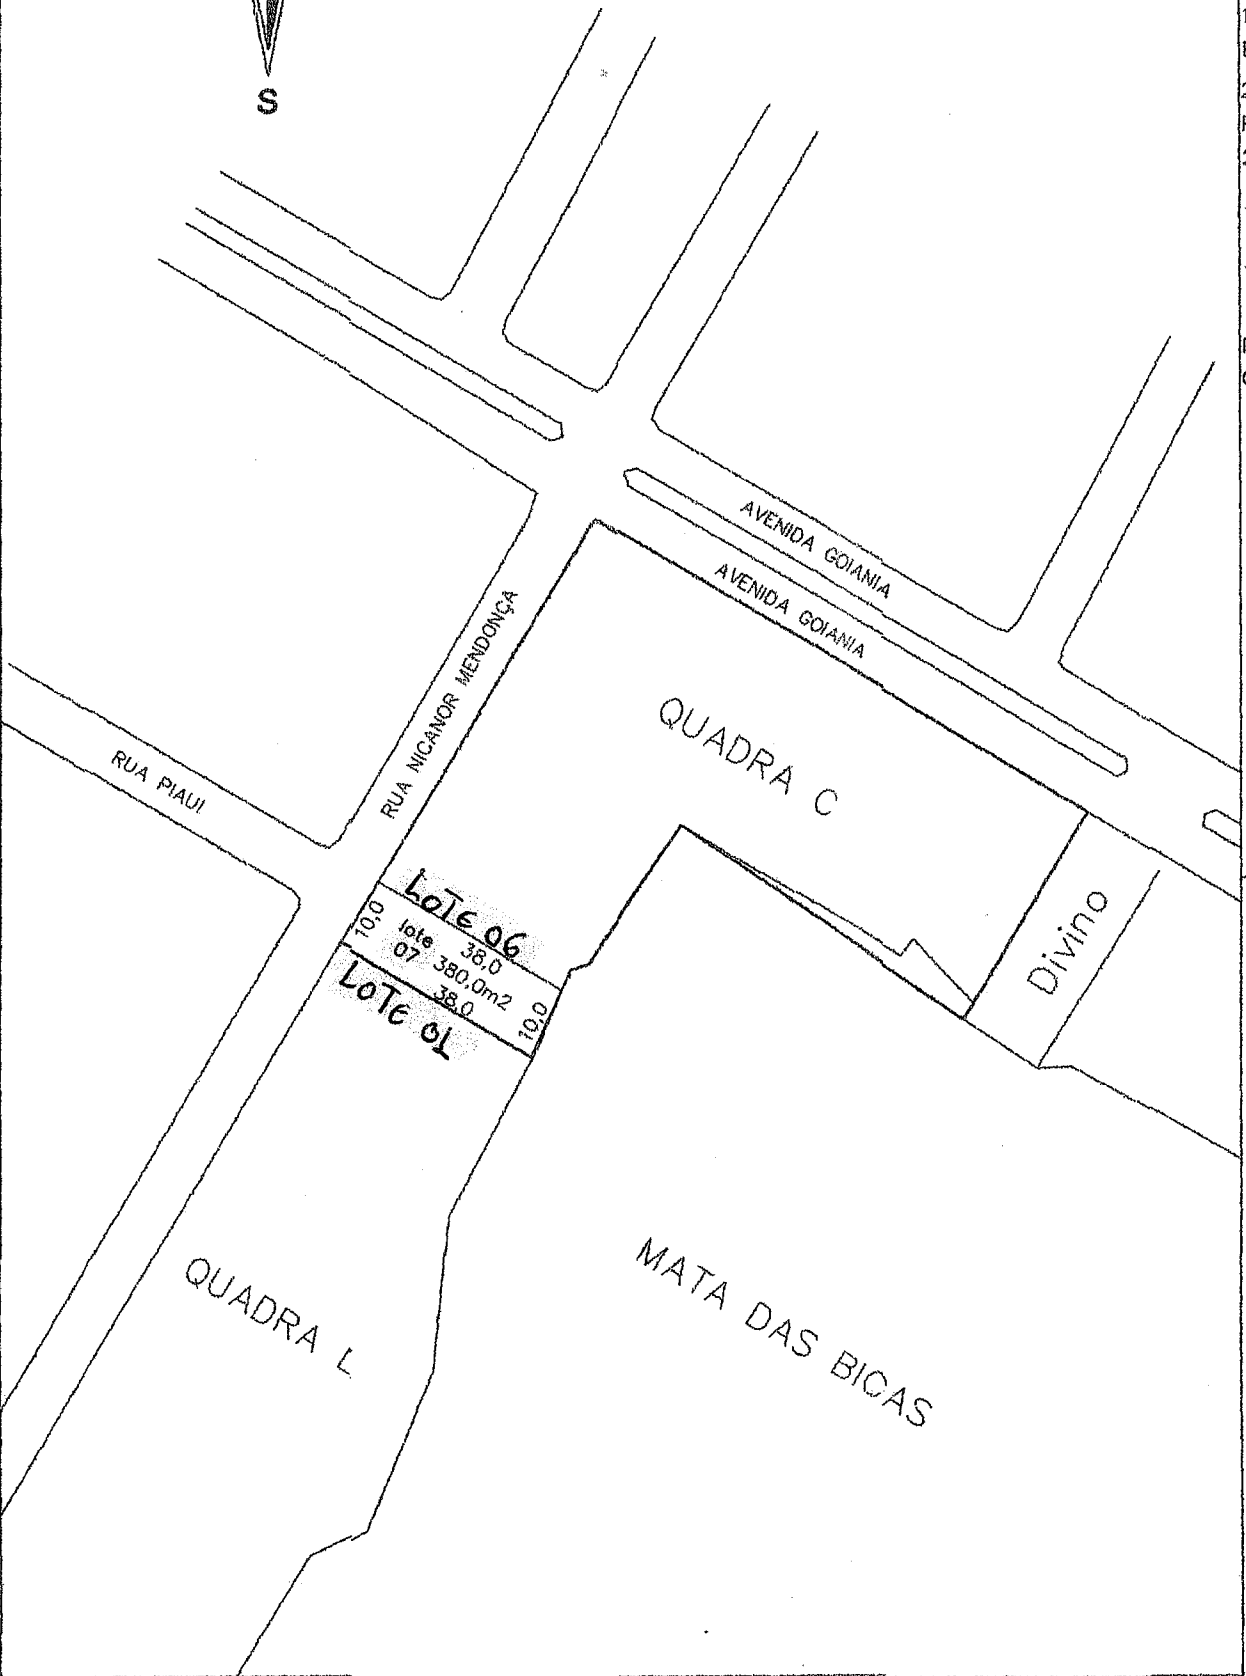 S
AVENIDA GOIANIA
AVENIDA GOIANIA
RUA NICANOR MENDONÇA
QUADRA C
RUA PIAUI
LOTE 06
10,0
lote
07
38,0
380,0m2
38,0
10,0
LOTE 01
Divino
QUADRA L
MATA DAS BICAS